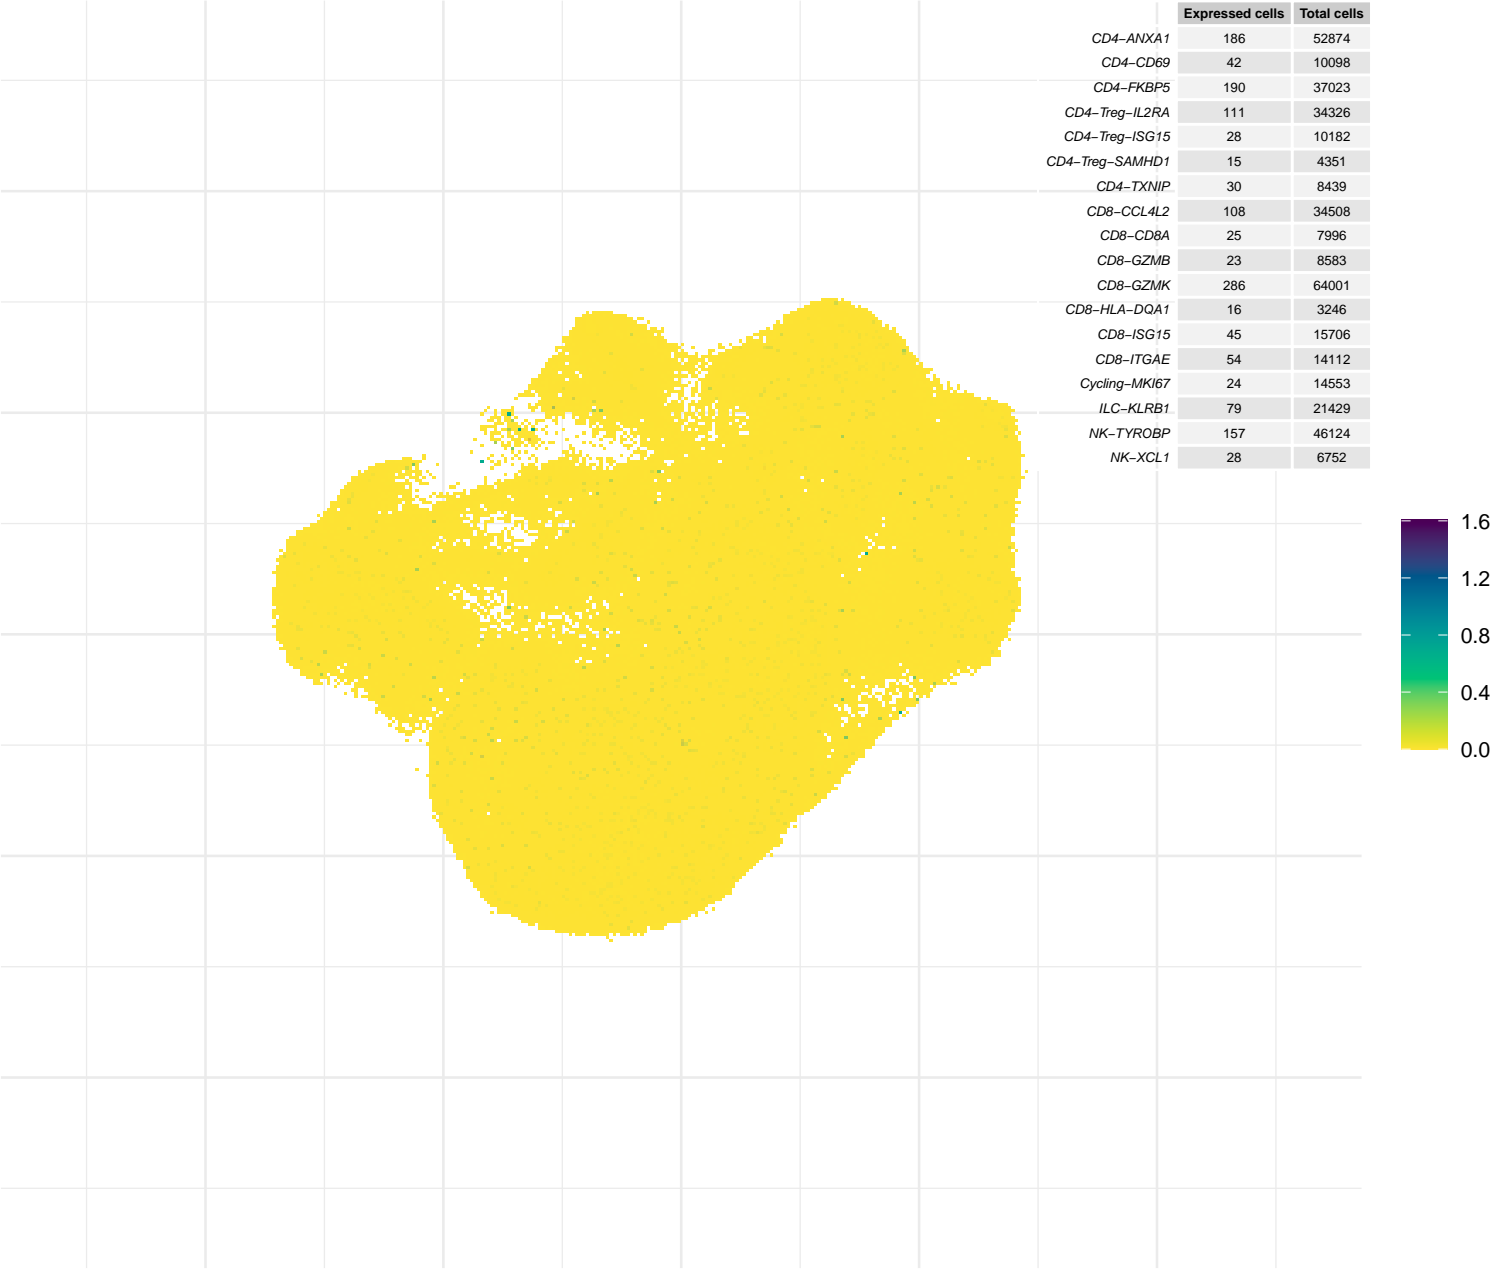 Expressed cells Total cells
CD4−ANXA1 186 52874
CD4−CD69 42 10098
CD4−FKBP5 190 37023
CD4−Treg−IL2RA 111 34326
CD4−Treg−ISG15 28 10182
CD4−Treg−SAMHD1 15 4351
CD4−TXNIP 30 8439
CD8−CCL4L2 108 34508
CD8−CD8A 25 7996
CD8−GZMB 23 8583
CD8−GZMK 286 64001
CD8−HLA−DQA1 16 3246
CD8−ISG15 45 15706
CD8−ITGAE 54 14112
Cycling−MKI67 24 14553
ILC−KLRB1 79 21429
NK−TYROBP 157 46124
NK−XCL1 28 6752
1.6
1.2
0.8
0.4
0.0